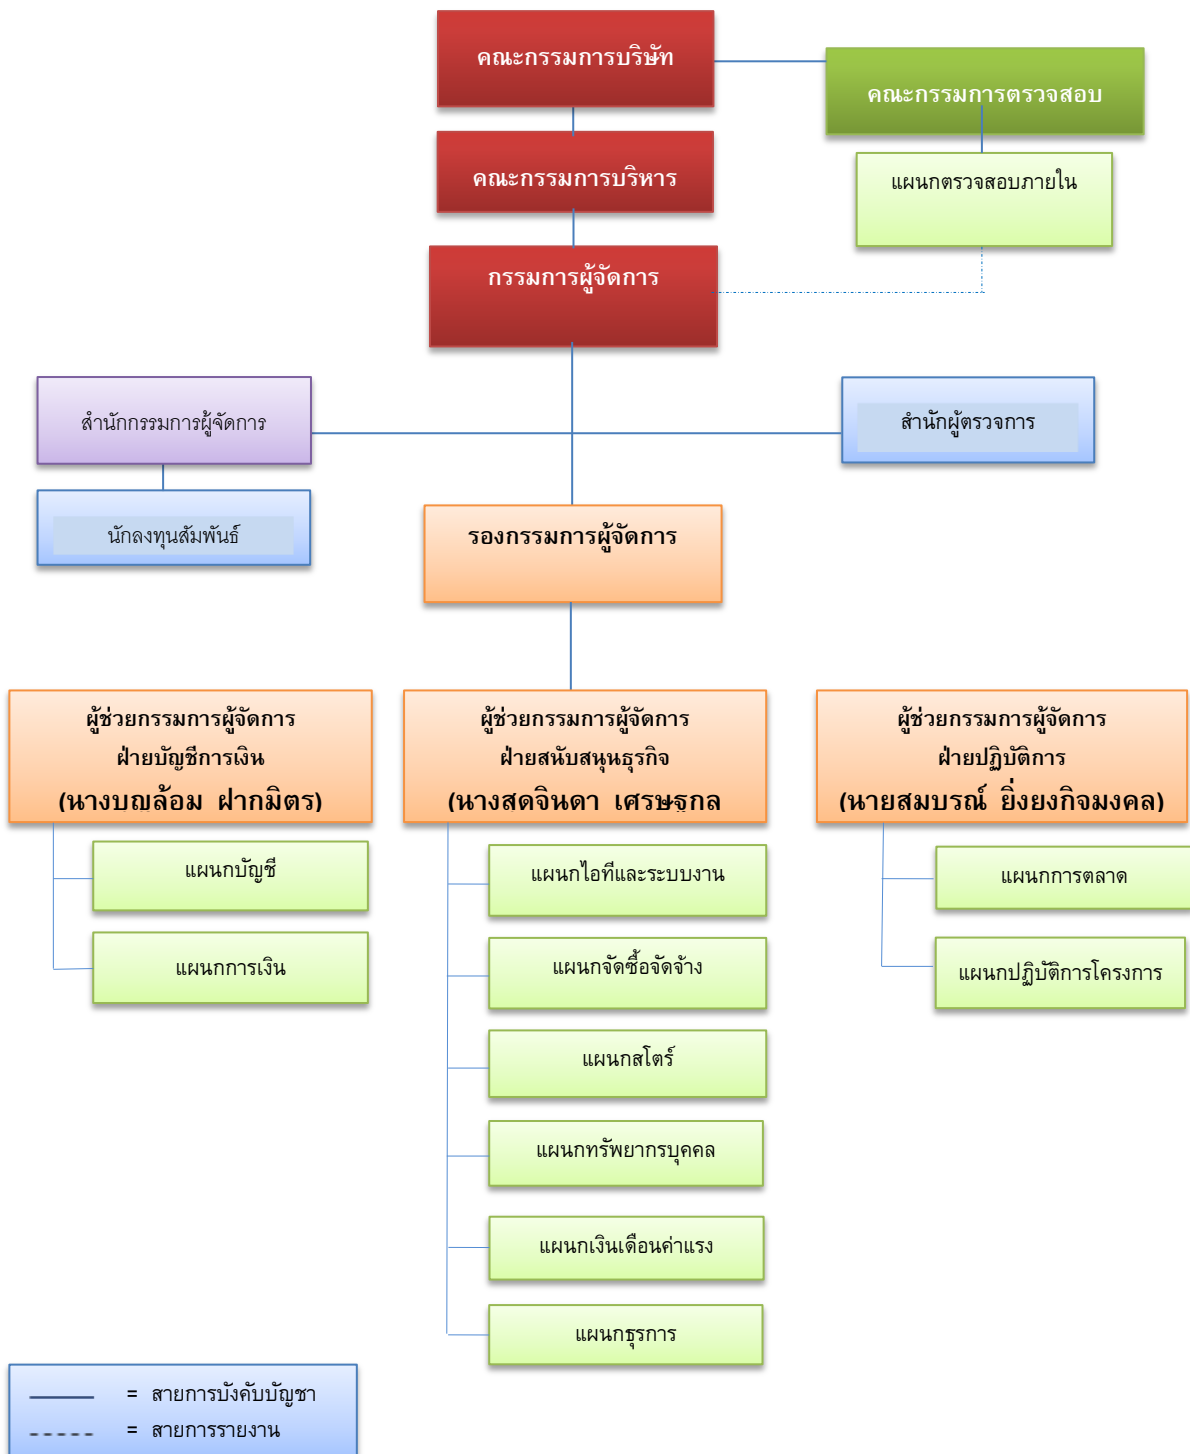 คณะกรรมการบริษัท
คณะกรรมการตรวจสอบ
คณะกรรมการบริหาร
แผนกตรวจสอบภายใน
กรรมการผู้จัดการ
สำนักกรรมการผู้จัดการ
สำนักผู้ตรวจการ
นักลงทุนสัมพันธ์
รองกรรมการผู้จัดการ
ผู้ช่วยกรรมการผู้จัดการ
ฝ่ายบัญชีการเงิน
(นางบุญล้อม ฝากมิตร)
ผู้ช่วยกรรมการผู้จัดการ
ฝ่ายสนับสนุนธุรกิจ
(นางสุดจินดา เศรษฐกุล
ผู้ช่วยกรรมการผู้จัดการ
ฝ่ายปฏิบัติการ
(นายสมบูรณ์ ยิ่งยงกิจมงคล)
แผนกบัญชี
แผนกการเงิน
แผนกไอทีและระบบงาน
แผนกจัดซื้อจัดจ้าง
แผนกสโตร์
แผนกทรัพยากรบุคคล
แผนกเงินเดือนค่าแรง
แผนกธุรการ
แผนกการตลาด
แผนกปฏิบัติการโครงการ
= สายการบังคับบัญชา
= สายการรายงาน